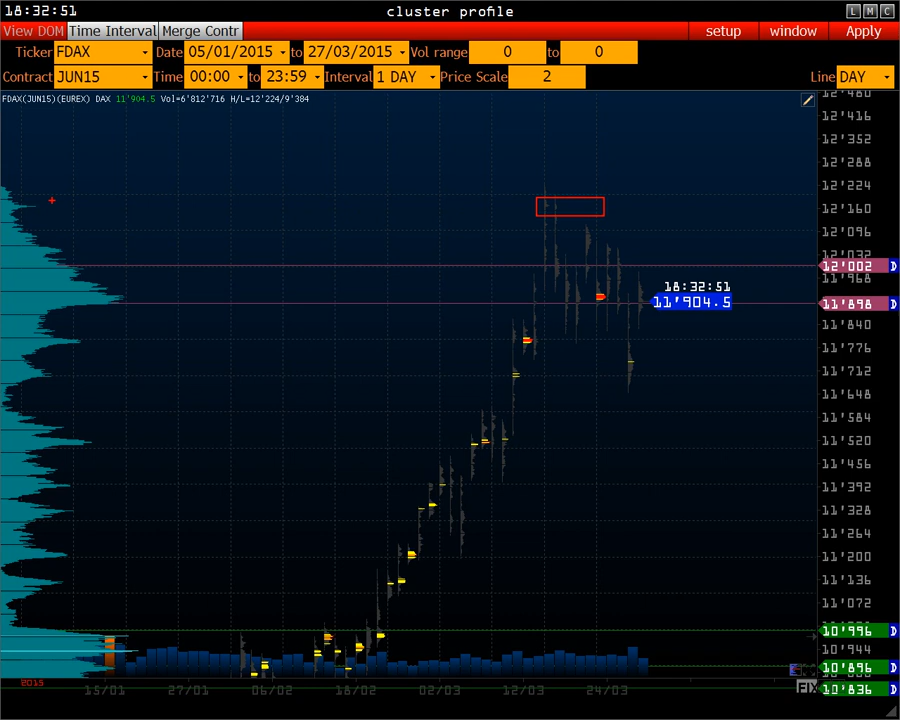 18:32:51 cluster profile L M C
View DOM Time Interval Merge Contr setup window Apply
Ticker FDAX Date 05/01/2015 to 27/03/2015 Vol range 0 to 0
Contract JUN15 Time 00:00 to 23:59 Interval 1 DAY Price Scale 2 Line DAY
FDAX(JUN15)(EUREX) DAX 11'904.5 Vol=6'812'716 H/L=12'224/9'384
12'480
12'416
12'352
12'288
12'224
12'160
12'096
12'032
12'002 D
11'968
18:32:51
11'904.5
11'898 D
11'840
11'776
11'712
11'648
11'584
11'520
11'456
11'392
11'328
11'264
11'200
11'136
11'072
10'996 D
10'944
10'896 D
2015
15/01 27/01 06/02 18/02 02/03 12/03 24/03 FIX 10'836 D